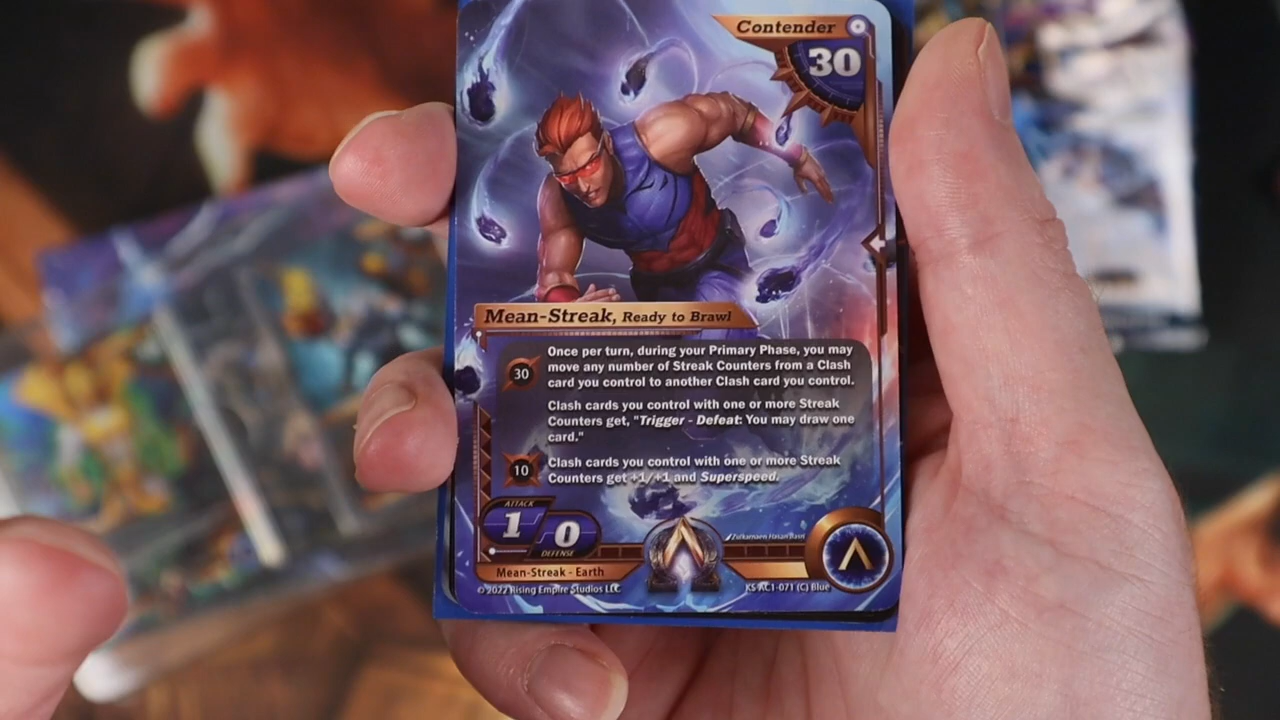 Contender
30
Mean-Streak, Ready to Brawl
30
Once per turn, during your Primary Phase, you may
move any number of Streak Counters from a Clash
card you control to another Clash card you control.
Clash cards you control with one or more Streak
Counters get, "Trigger - Defeat: You may draw one
card."
10
Clash cards you control with one or more Streak
Counters get +1/+1 and Superspeed.
ATTACK
1
0
DEFENSE
Mean-Streak - Earth
© 2022 Rising Empire Studios LLC
KS AC1-071 (C) Blue